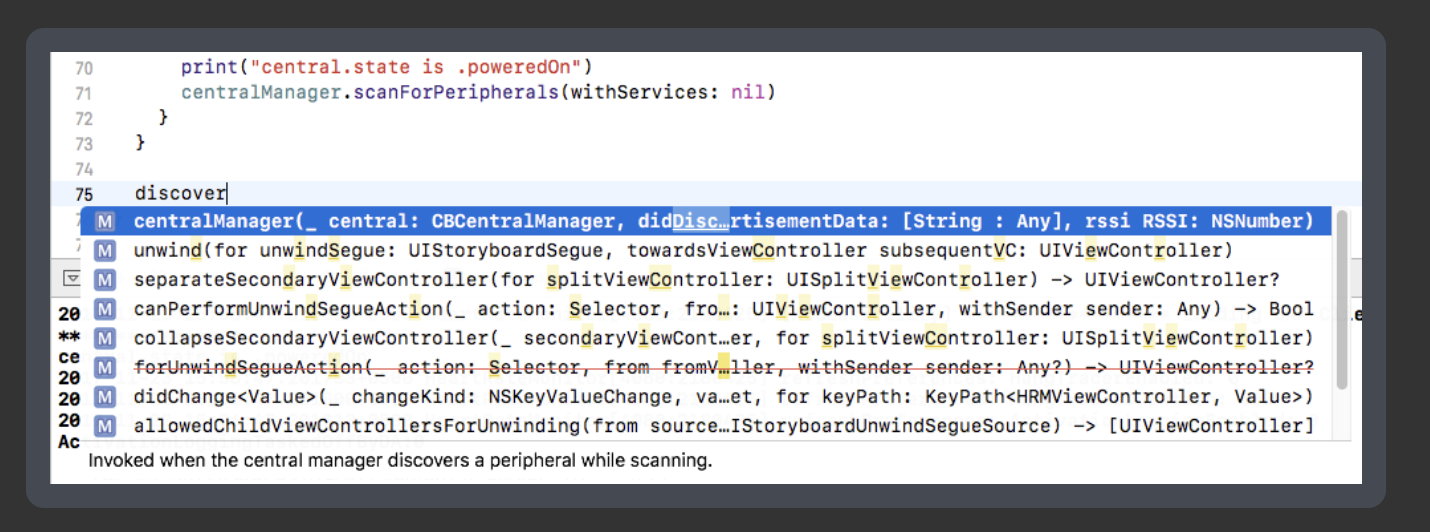 70 print("central.state is .poweredOn")
71 centralManager.scanForPeripherals(withServices: nil)
72 }
73 }
74
75 discover
M centralManager(_ central: CBCentralManager, didDisc…rtisementData: [String : Any], rssi RSSI: NSNumber)
M unwind(for unwindSegue: UIStoryboardSegue, towardsViewController subsequentVC: UIViewController)
M separateSecondaryViewController(for splitViewController: UISplitViewController) -> UIViewController?
20 M canPerformUnwindSegueAction(_ action: Selector, fro…: UIViewController, withSender sender: Any) -> Bool
** M collapseSecondaryViewController(_ secondaryViewCont…er, for splitViewController: UISplitViewController)
ce M forUnwindSegueAction(_ action: Selector, from fromV…ller, withSender sender: Any?) -> UIViewController?
20
20 M didChange<Value>(_ changeKind: NSKeyValueChange, va…et, for keyPath: KeyPath<HRMViewController, Value>)
20 M allowedChildViewControllersForUnwinding(from source…IStoryboardUnwindSegueSource) -> [UIViewController]
Ac
Invoked when the central manager discovers a peripheral while scanning.